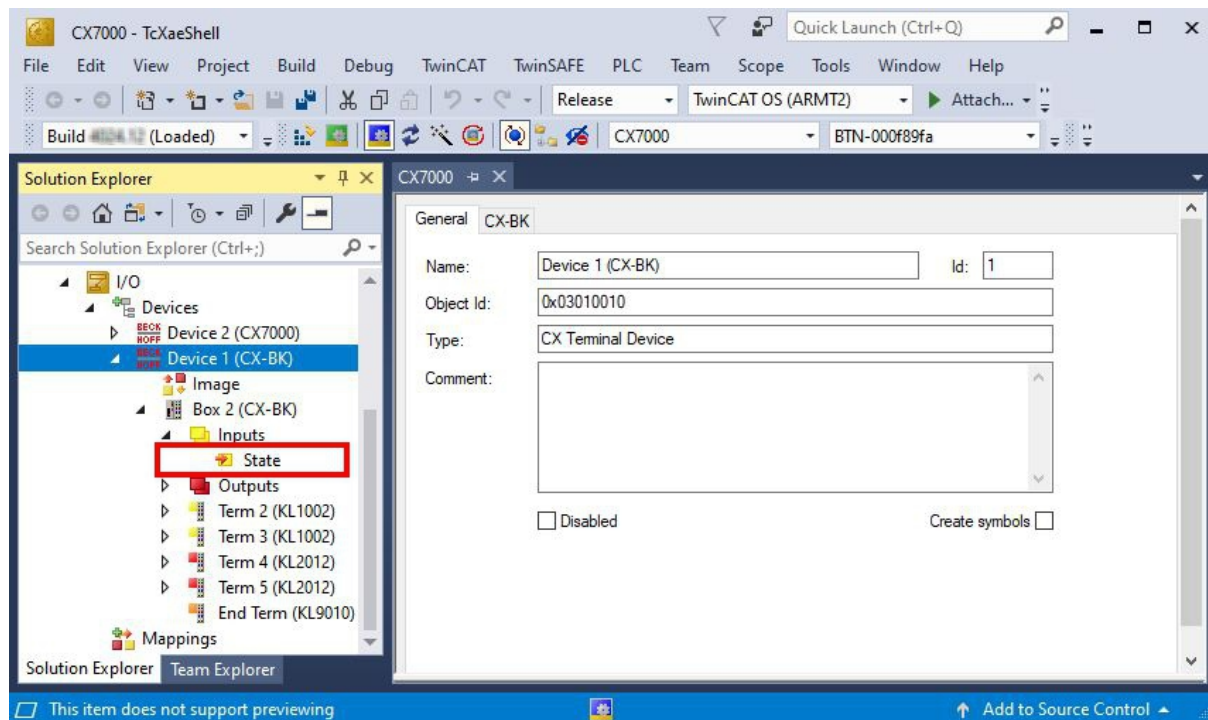 CX7000 - TcXaeShell
Quick Launch (Ctrl+Q)
File Edit View Project Build Debug TwinCAT TwinSAFE PLC Team Scope Tools Window Help
Release TwinCAT OS (ARMT2) Attach...
Build (Loaded) CX7000 BTN-000f89fa
Solution Explorer
Search Solution Explorer (Ctrl+;)
I/O
Devices
BECKHOFF Device 2 (CX7000)
BECKHOFF Device 1 (CX-BK)
Image
Box 2 (CX-BK)
Inputs
State
Outputs
Term 2 (KL1002)
Term 3 (KL1002)
Term 4 (KL2012)
Term 5 (KL2012)
End Term (KL9010)
Mappings
Solution Explorer Team Explorer
CX7000
General CX-BK
Name: Device 1 (CX-BK) Id: 1
Object Id: 0x03010010
Type: CX Terminal Device
Comment:
Disabled Create symbols
This item does not support previewing Add to Source Control